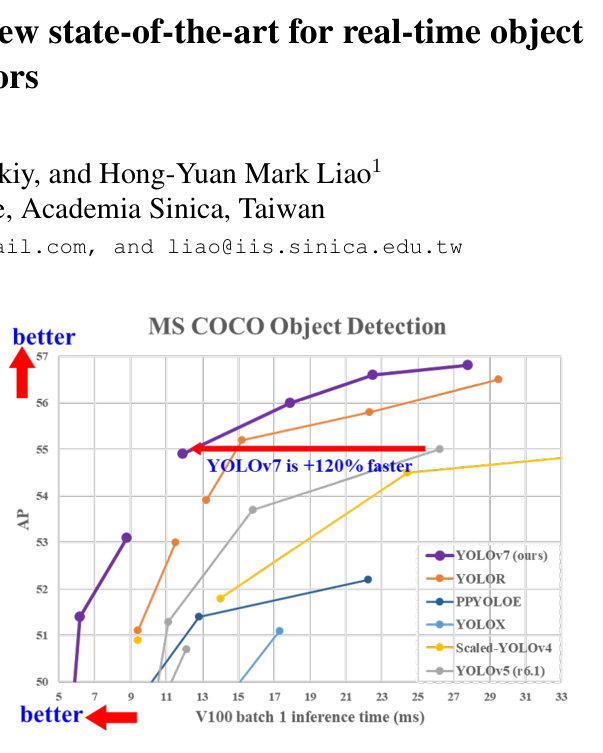 ew state-of-the-art for real-time object
ors
kiy, and Hong-Yuan Mark Liao1
e, Academia Sinica, Taiwan
ail.com, and liao@iis.sinica.edu.tw
MS COCO Object Detection
better
57
56
55
YOLOv7 is +120% faster
54
AP
53
52
51
50
YOLOv7 (ours)
YOLOR
PPYOLOE
YOLOX
Scaled-YOLOv4
YOLOv5 (r6.1)
5 7 9 11 13 15 17 19 21 23 25 27 29 31 33
better
V100 batch 1 inference time (ms)